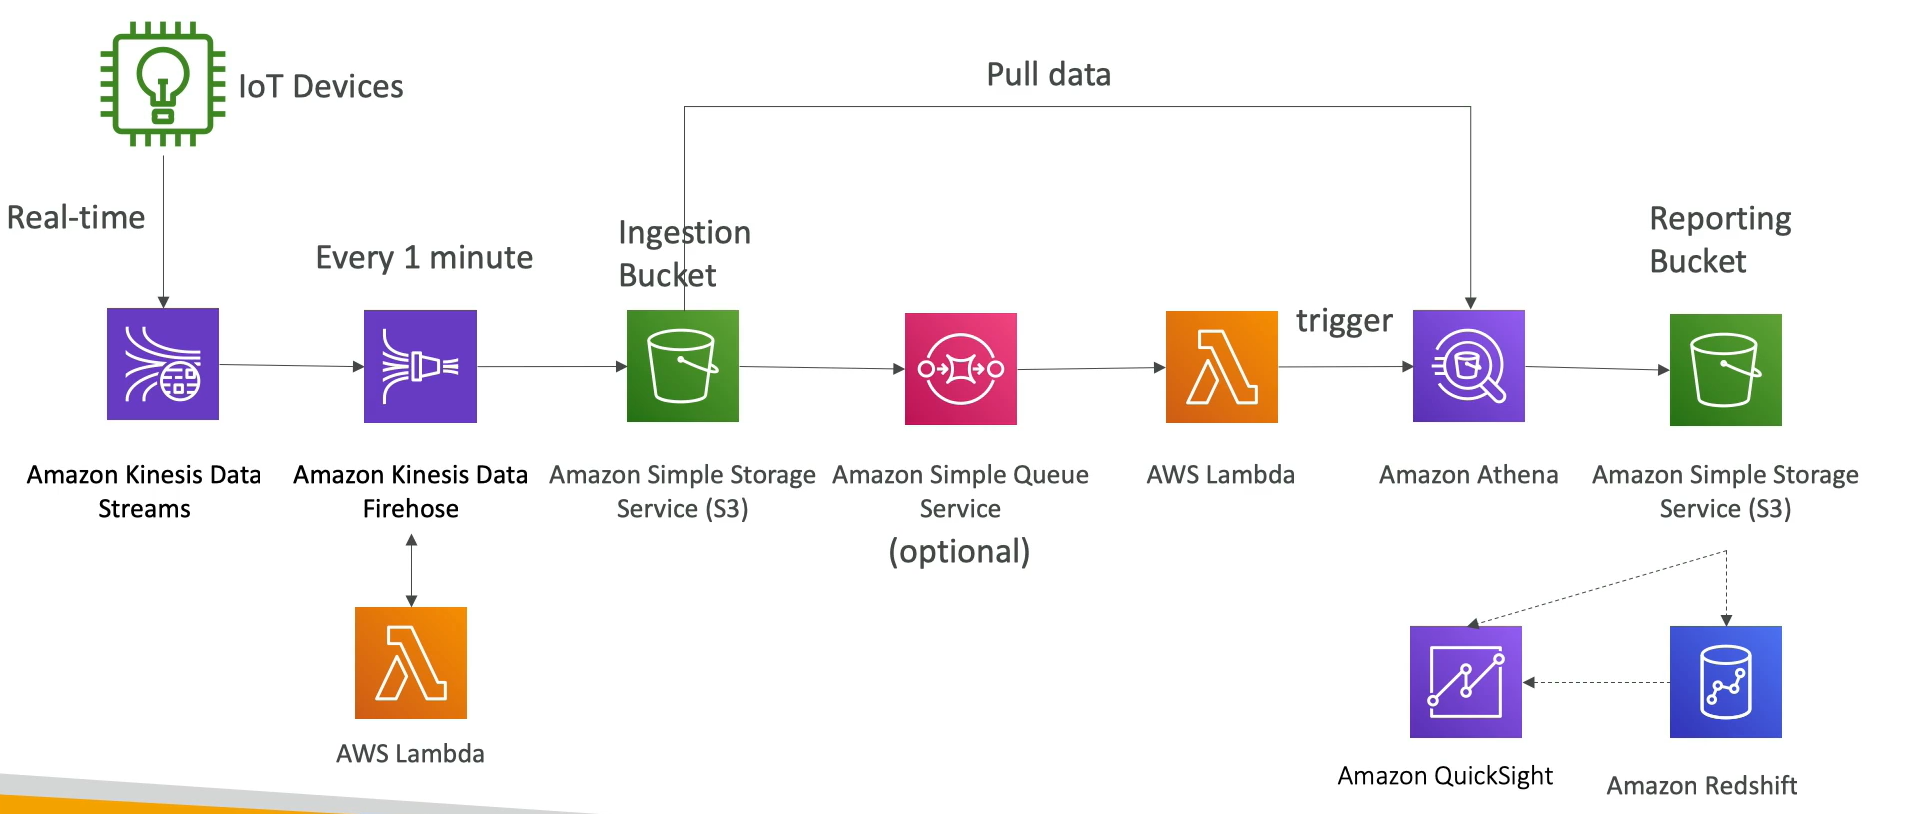 IoT Devices
Pull data
Real-time
Every 1 minute
Ingestion
Bucket
Reporting
Bucket
trigger
Amazon Kinesis Data
Streams
Amazon Kinesis Data
Firehose
Amazon Simple Storage
Service (S3)
Amazon Simple Queue
Service
(optional)
AWS Lambda
Amazon Athena
Amazon Simple Storage
Service (S3)
AWS Lambda
Amazon QuickSight
Amazon Redshift